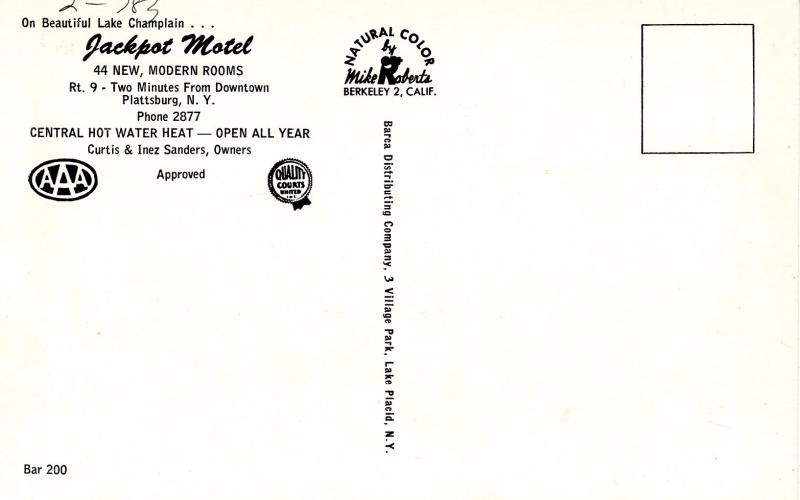 On Beautiful Lake Champlain . . .
Jackpot Motel
44 NEW, MODERN ROOMS
Rt. 9 - Two Minutes From Downtown
Plattsburg, N. Y.
Phone 2877
CENTRAL HOT WATER HEAT — OPEN ALL YEAR
Curtis & Inez Sanders, Owners
AAA
Approved
QUALITY
COURTS
UNITED
INC
Bar 200
NATURAL COLOR
by
Mike Roberts
BERKELEY 2, CALIF.
Barca Distributing Company, 3 Village Park, Lake Placid, N.Y.